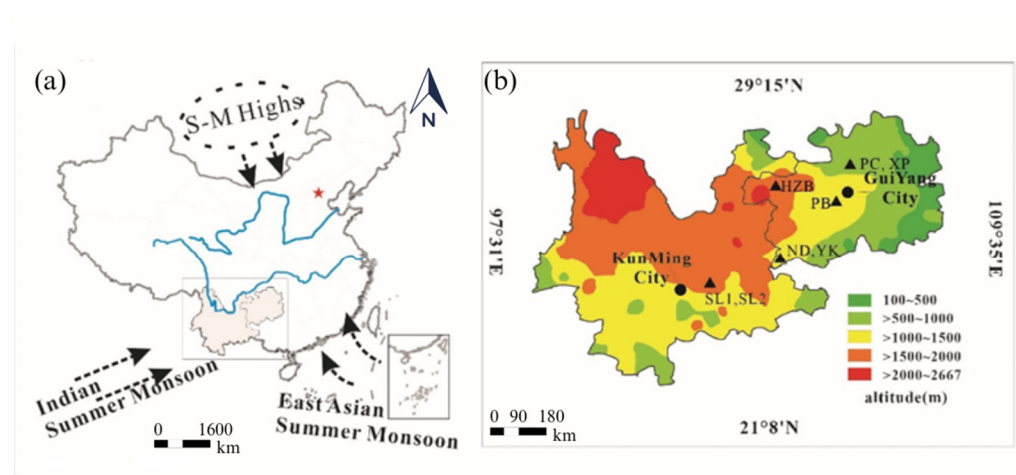 (a)
S-M Highs
N
Indian
Summer Monsoon
East Asian
Summer Monsoon
0 1600
km
(b)
29°15'N
97°31'E
109°35'E
21°8'N
PC, XP
GuiYang
City
HZB
PB
ND,YK
KunMing
City
SL1,SL2
100~500
>500~1000
>1000~1500
>1500~2000
>2000~2667
altitude(m)
0 90 180
km